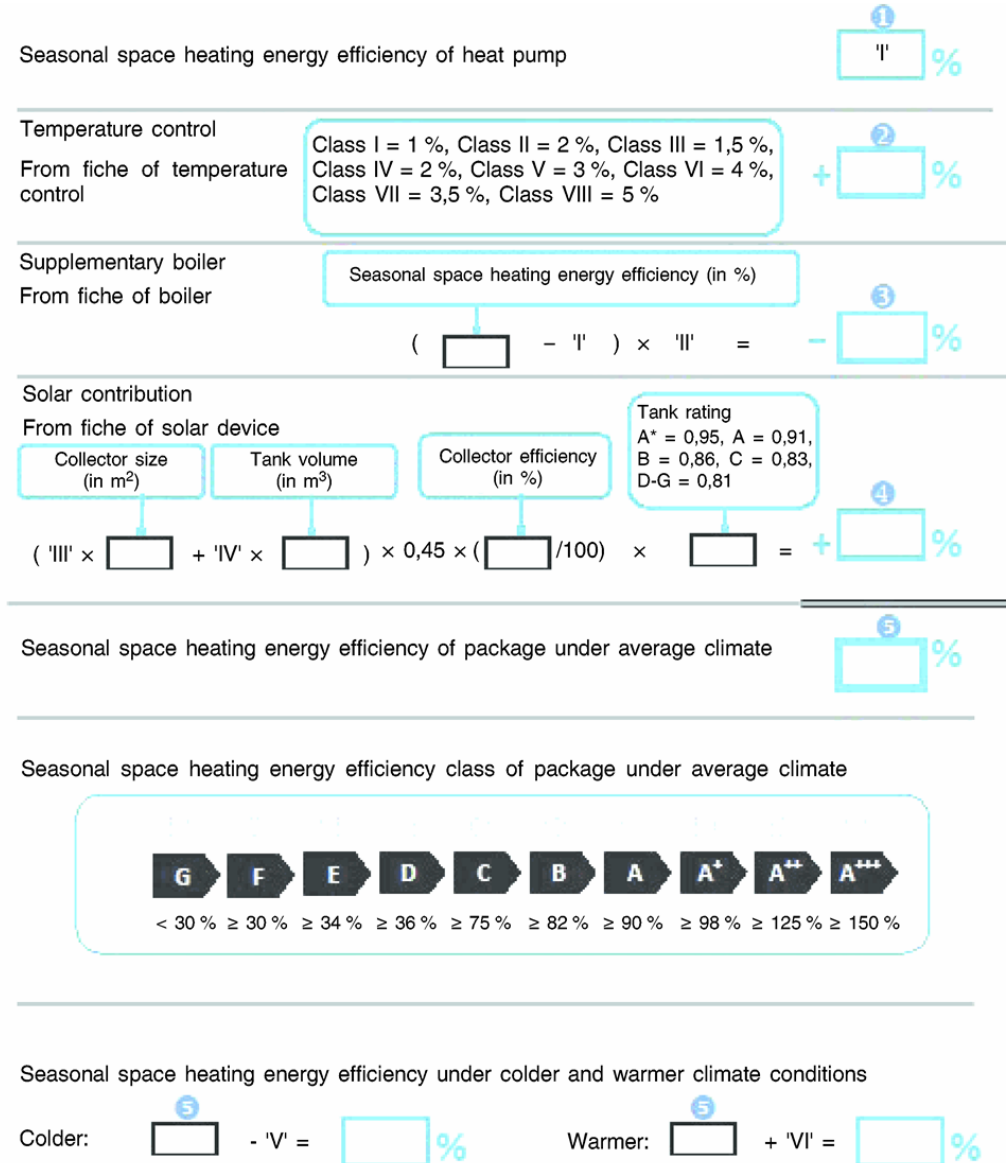 1
Seasonal space heating energy efficiency of heat pump
'I'
%
Temperature control
From fiche of temperature
control
Class I = 1 %, Class II = 2 %, Class III = 1,5 %,
Class IV = 2 %, Class V = 3 %, Class VI = 4 %,
Class VII = 3,5 %, Class VIII = 5 %
2
+ %
Supplementary boiler
From fiche of boiler
Seasonal space heating energy efficiency (in %)
3
( - 'I' ) × 'II' = - %
Solar contribution
From fiche of solar device
Collector size
(in m²)
Tank volume
(in m³)
Collector efficiency
(in %)
Tank rating
A* = 0,95, A = 0,91,
B = 0,86, C = 0,83,
D-G = 0,81
4
( 'III' × + 'IV' × ) × 0,45 × ( /100) × = + %
5
Seasonal space heating energy efficiency of package under average climate %
Seasonal space heating energy efficiency class of package under average climate
G F E D C B A A+ A++ A+++
< 30 % ≥ 30 % ≥ 34 % ≥ 36 % ≥ 75 % ≥ 82 % ≥ 90 % ≥ 98 % ≥ 125 % ≥ 150 %
Seasonal space heating energy efficiency under colder and warmer climate conditions
5 5
Colder: - 'V' = % Warmer: + 'VI' = %